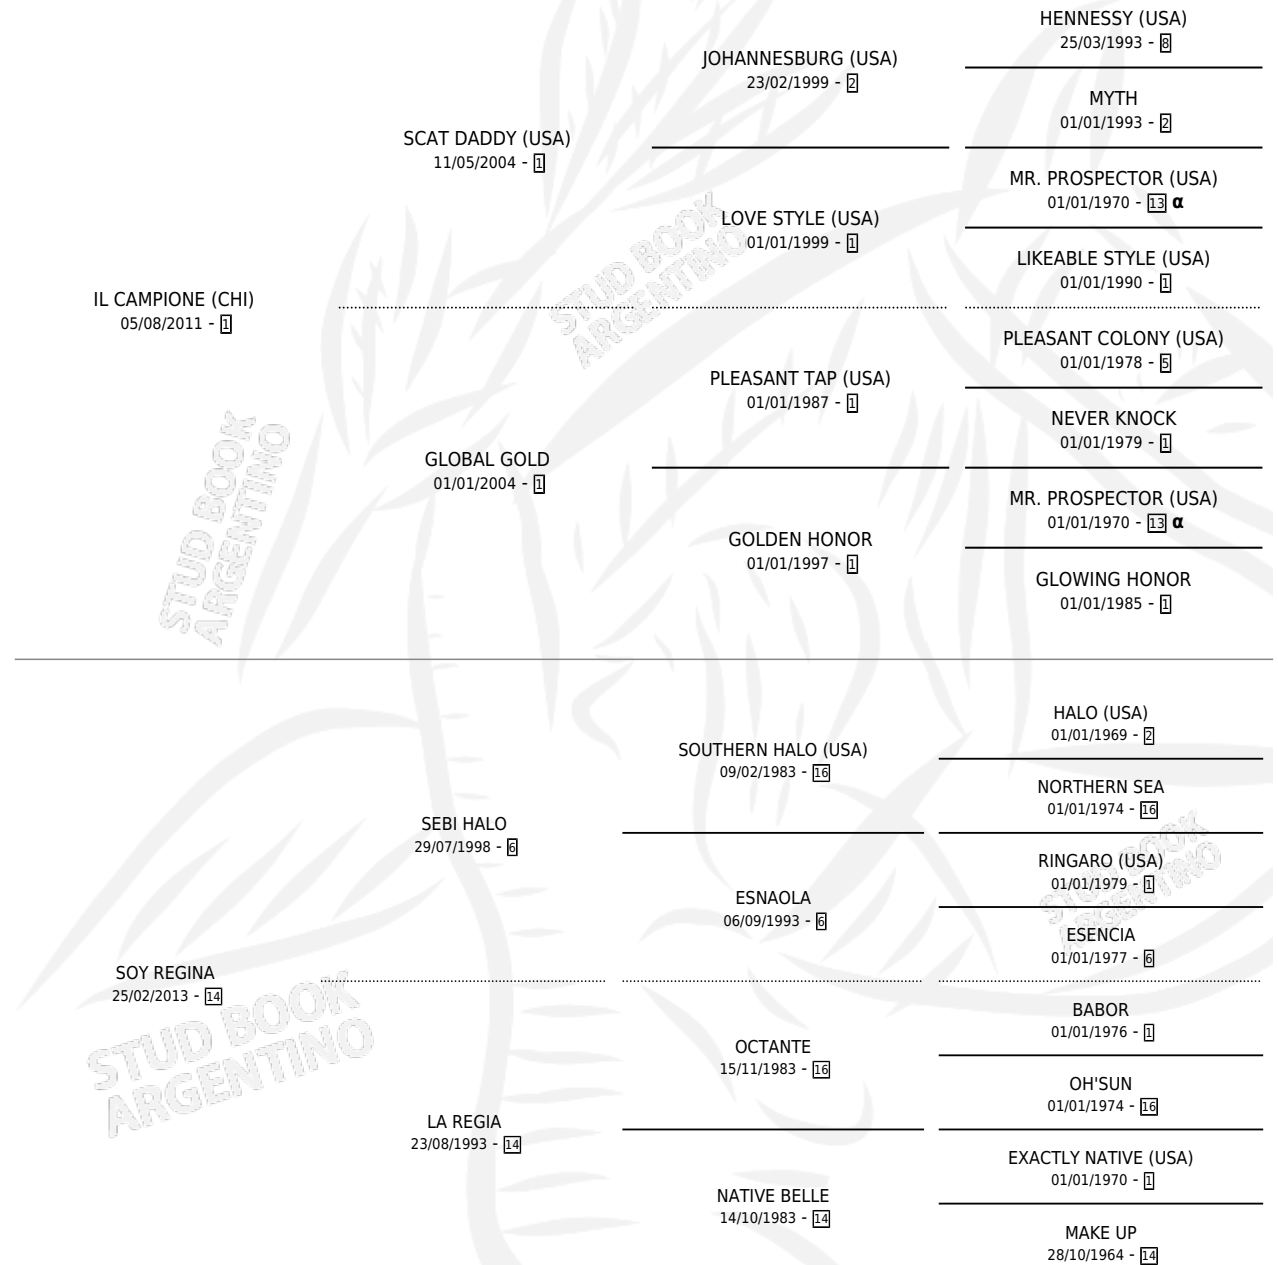 HENNESSY (USA)
25/03/1993 - 8
JOHANNESBURG (USA)
23/02/1999 - 2
MYTH
01/01/1993 - 2
SCAT DADDY (USA)
11/05/2004 - 1
MR. PROSPECTOR (USA)
01/01/1970 - 13 α
LOVE STYLE (USA)
01/01/1999 - 1
LIKEABLE STYLE (USA)
01/01/1990 - 1
IL CAMPIONE (CHI)
05/08/2011 - 1
PLEASANT COLONY (USA)
01/01/1978 - 5
PLEASANT TAP (USA)
01/01/1987 - 1
NEVER KNOCK
01/01/1979 - 1
GLOBAL GOLD
01/01/2004 - 1
MR. PROSPECTOR (USA)
01/01/1970 - 13 α
GOLDEN HONOR
01/01/1997 - 1
GLOWING HONOR
01/01/1985 - 1
HALO (USA)
01/01/1969 - 2
SOUTHERN HALO (USA)
09/02/1983 - 16
NORTHERN SEA
01/01/1974 - 16
SEBI HALO
29/07/1998 - 6
RINGARO (USA)
01/01/1979 - 1
ESNAOLA
06/09/1993 - 6
ESENCIA
01/01/1977 - 6
SOY REGINA
25/02/2013 - 14
BABOR
01/01/1976 - 1
OCTANTE
15/11/1983 - 16
OH'SUN
01/01/1974 - 16
LA REGIA
23/08/1993 - 14
EXACTLY NATIVE (USA)
01/01/1970 - 1
NATIVE BELLE
14/10/1983 - 14
MAKE UP
28/10/1964 - 14
STUD BOOK
ARGENTINO
STUD BOOK
ARGENTINO
STUD BOOK
ARGENTINO
STUD BOOK
ARGENTINO